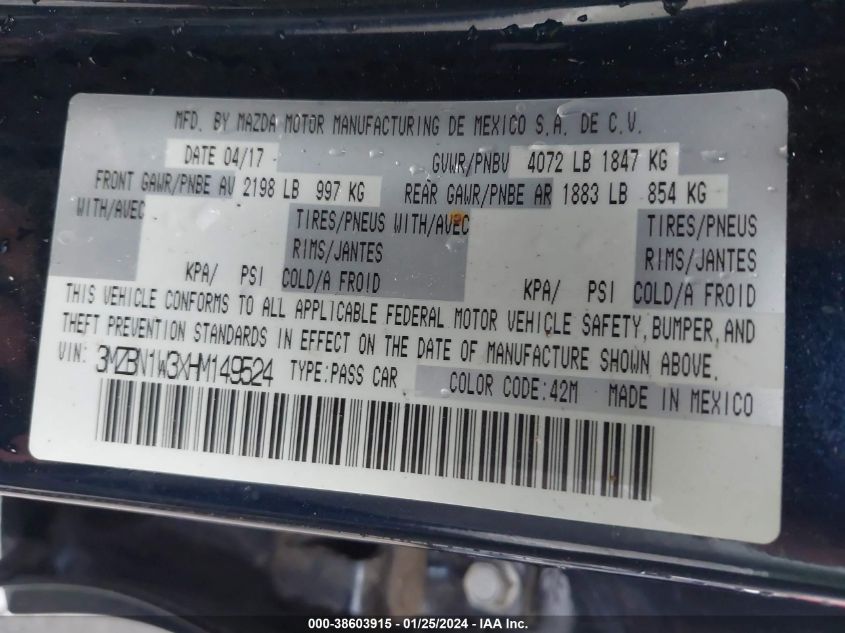 MFD. BY MAZDA MOTOR MANUFACTURING DE MEXICO S.A. DE C.V.
DATE 04/17 GVWR/PNBV 4072 LB 1847 KG
FRONT GAWR/PNBE AV 2198 LB 997 KG REAR GAWR/PNBE AR 1883 LB 854 KG
WITH/AVEC TIRES/PNEUS WITH/AVEC TIRES/PNEUS
RIMS/JANTES RIMS/JANTES
KPA/ PSI COLD/A FROID KPA/ PSI COLD/A FROID
THIS VEHICLE CONFORMS TO ALL APPLICABLE FEDERAL MOTOR VEHICLE SAFETY, BUMPER, AND
THEFT PREVENTION STANDARDS IN EFFECT ON THE DATE OF MANUFACTURE SHOWN ABOVE.
VIN: 3MZBN1W3XHM149524 TYPE:PASS CAR COLOR CODE:42M MADE IN MEXICO
000-38603915 - 01/25/2024 - IAA Inc.